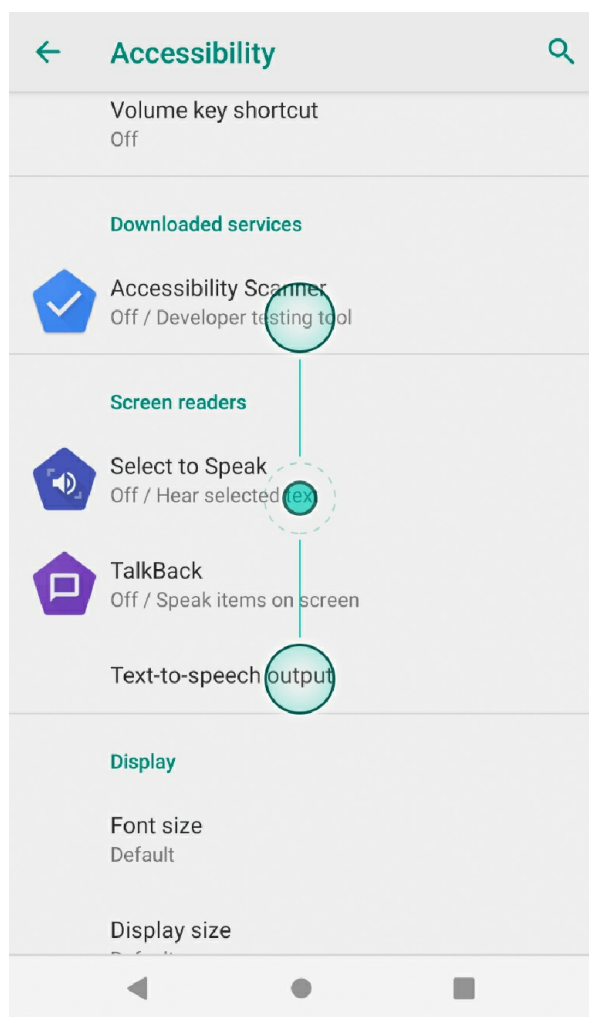 Accessibility
Volume key shortcut
Off
Downloaded services
Accessibility Scanner
Off / Developer testing tool
Screen readers
Select to Speak
Off / Hear selected text
TalkBack
Off / Speak items on screen
Text-to-speech output
Display
Font size
Default
Display size